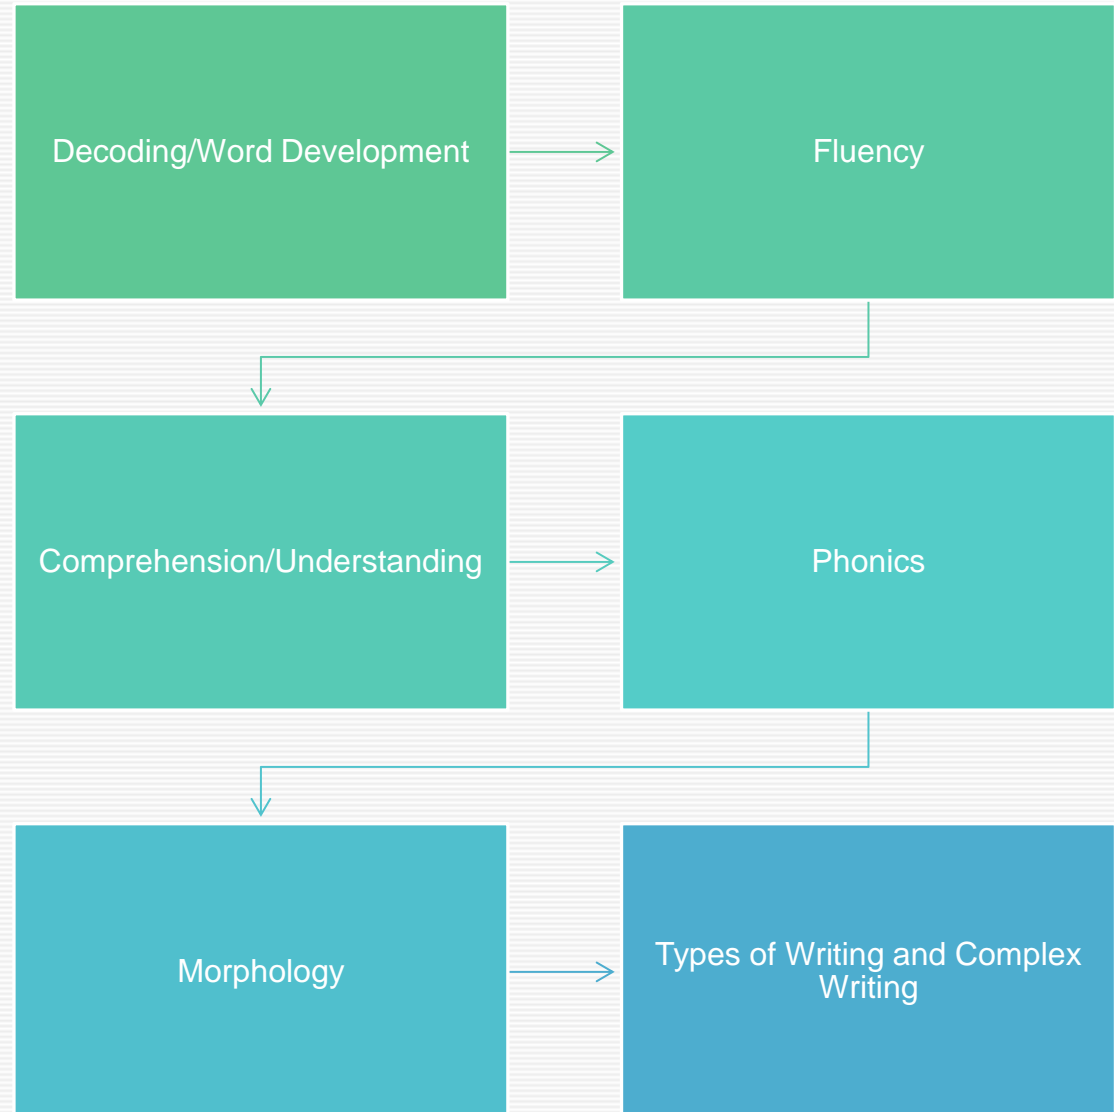 Decoding/Word Development
Fluency
Comprehension/Understanding
Phonics
Morphology
Types of Writing and Complex
Writing